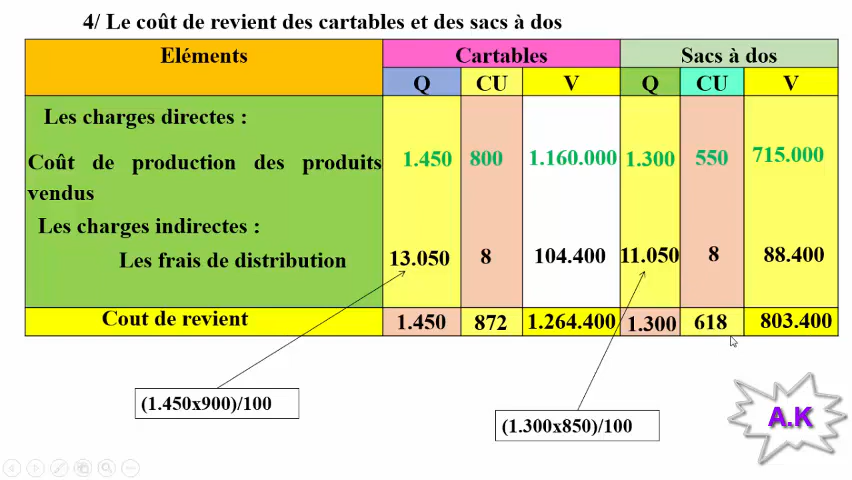 4/ Le coût de revient des cartables et des sacs à dos
Eléments Cartables Sacs à dos
Q CU V Q CU V
Les charges directes :
Coût de production des produits vendus 1.450 800 1.160.000 1.300 550 715.000
Les charges indirectes :
Les frais de distribution 13.050 8 104.400 11.050 8 88.400
Cout de revient 1.450 872 1.264.400 1.300 618 803.400
(1.450x900)/100
(1.300x850)/100
A.K